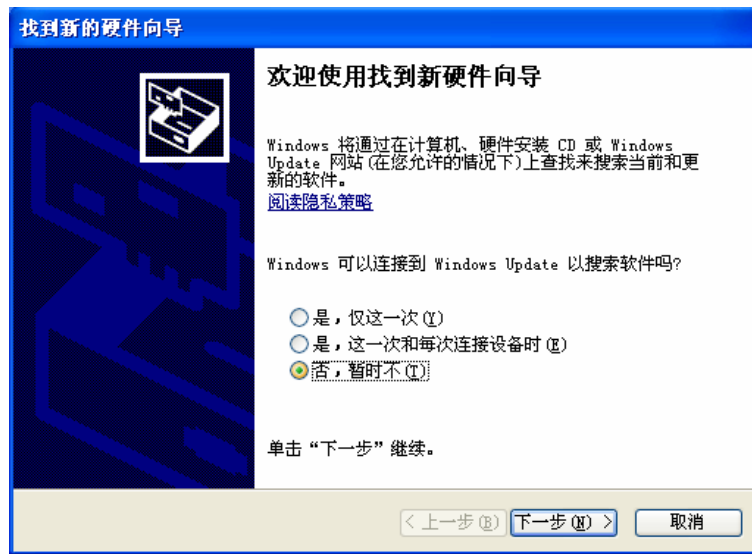 找到新的硬件向导
欢迎使用找到新硬件向导
Windows 将通过在计算机、硬件安装 CD 或 Windows
Update 网站(在您允许的情况下)上查找来搜索当前和更
新的软件。
阅读隐私策略
Windows 可以连接到 Windows Update 以搜索软件吗?
是，仅这一次(Y)
是，这一次和每次连接设备时(E)
否，暂时不(T)
单击“下一步”继续。
< 上一步(B) 下一步(N) > 取消